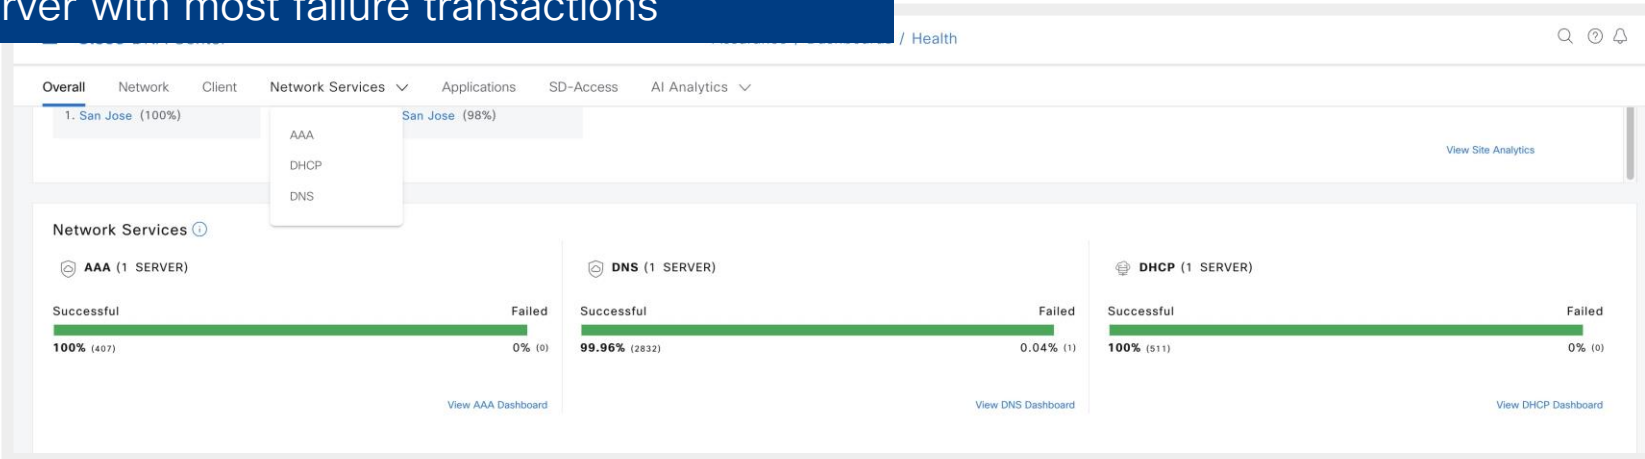 rver with most failure transactions
/ Health
Overall Network Client Network Services Applications SD-Access AI Analytics
1. San Jose (100%)
San Jose (98%)
AAA
DHCP
DNS
View Site Analytics
Network Services
AAA (1 SERVER)
Successful Failed
100% (407) 0% (0)
View AAA Dashboard
DNS (1 SERVER)
Successful Failed
99.96% (2832) 0.04% (1)
View DNS Dashboard
DHCP (1 SERVER)
Successful Failed
100% (511) 0% (0)
View DHCP Dashboard